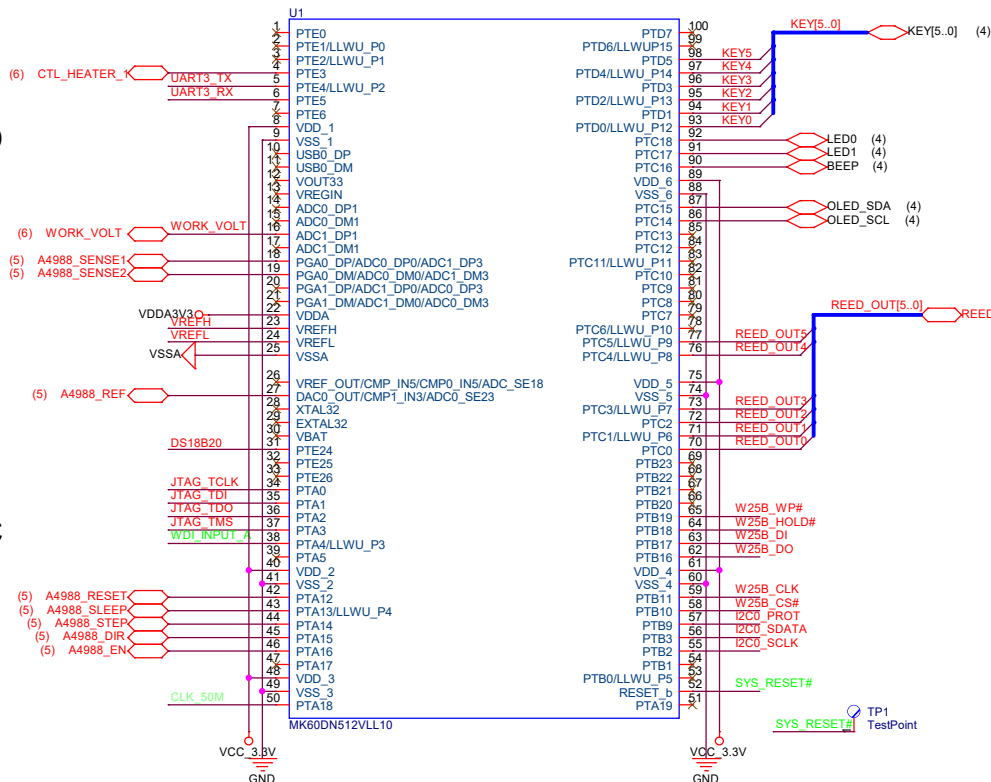 U1
1 PTE0
2 PTE1/LLWU_P0
3 PTE2/LLWU_P1
(6) CTL_HEATER_1 4 PTE3
UART3_TX 5 PTE4/LLWU_P2
UART3_RX 6 PTE5
7 PTE6
8 VDD_1
9 VSS_1
10 USB0_DP
11 USB0_DM
12 VOUT33
13 VREGIN
14 ADC0_DP1
15 ADC0_DM1
(6) WORK_VOLT WORK_VOLT 16 ADC1_DP1
17 ADC1_DM1
(5) A4988_SENSE1 18 PGA0_DP/ADC0_DP0/ADC1_DP3
(5) A4988_SENSE2 19 PGA0_DM/ADC0_DM0/ADC1_DM3
20 PGA1_DP/ADC1_DP0/ADC0_DP3
21 PGA1_DM/ADC1_DM0/ADC0_DM3
VDDA3V3 22 VDDA
VREFH 23 VREFH
VREFL 24 VREFL
VSSA 25 VSSA
26 VREF_OUT/CMP_IN5/CMP0_IN5/ADC_SE18
(5) A4988_REF 27 DAC0_OUT/CMP1_IN3/ADC0_SE23
28 XTAL32
29 EXTAL32
30 VBAT
DS18B20 31 PTE24
32 PTE25
33 PTE26
JTAG_TCLK 34 PTA0
JTAG_TDI 35 PTA1
JTAG_TDO 36 PTA2
JTAG_TMS 37 PTA3
WDI_INPUT_A 38 PTA4/LLWU_P3
39 PTA5
40 VDD_2
41 VSS_2
(5) A4988_RESET 42 PTA12
(5) A4988_SLEEP 43 PTA13/LLWU_P4
(5) A4988_STEP 44 PTA14
(5) A4988_DIR 45 PTA15
(5) A4988_EN 46 PTA16
47 PTA17
48 VDD_3
49 VSS_3
CLK_50M 50 PTA18
MK60DN512VLL10
VCC_3.3V
GND
PTD7 100
PTD6/LLWUP15 99
PTD5 98 KEY5
PTD4/LLWU_P14 97 KEY4
PTD3 96 KEY3
PTD2/LLWU_P13 95 KEY2
PTD1 94 KEY1
PTD0/LLWU_P12 93 KEY0
KEY[5..0] KEY[5..0] (4)
PTC18 92 LED0 (4)
PTC17 91 LED1 (4)
PTC16 90 BEEP (4)
VDD_6 89
VSS_6 88
PTC15 87 OLED_SDA (4)
PTC14 86 OLED_SCL (4)
PTC13 85
PTC12 84
PTC11/LLWU_P11 83
PTC10 82
PTC9 81
PTC8 80
PTC7 79
PTC6/LLWU_P10 78
PTC5/LLWU_P9 77 REED_OUT5
PTC4/LLWU_P8 76 REED_OUT4
REED_OUT[5..0] REED
VDD_5 75
VSS_5 74
PTC3/LLWU_P7 73 REED_OUT3
PTC2 72 REED_OUT2
PTC1/LLWU_P6 71 REED_OUT1
PTC0 70 REED_OUT0
PTB23 69
PTB22 68
PTB21 67
PTB20 66
PTB19 65 W25B_WP#
PTB18 64 W25B_HOLD#
PTB17 63 W25B_DI
PTB16 62 W25B_DO
VDD_4 61
VSS_4 60
PTB11 59 W25B_CLK
PTB10 58 W25B_CS#
PTB9 57 I2C0_PROT
PTB3 56 I2C0_SDATA
PTB2 55 I2C0_SCLK
PTB1 54
PTB0/LLWU_P5 53
RESET_b 52 SYS_RESET#
PTA19 51
SYS_RESET# TP1
TestPoint
VCC_3.3V
GND